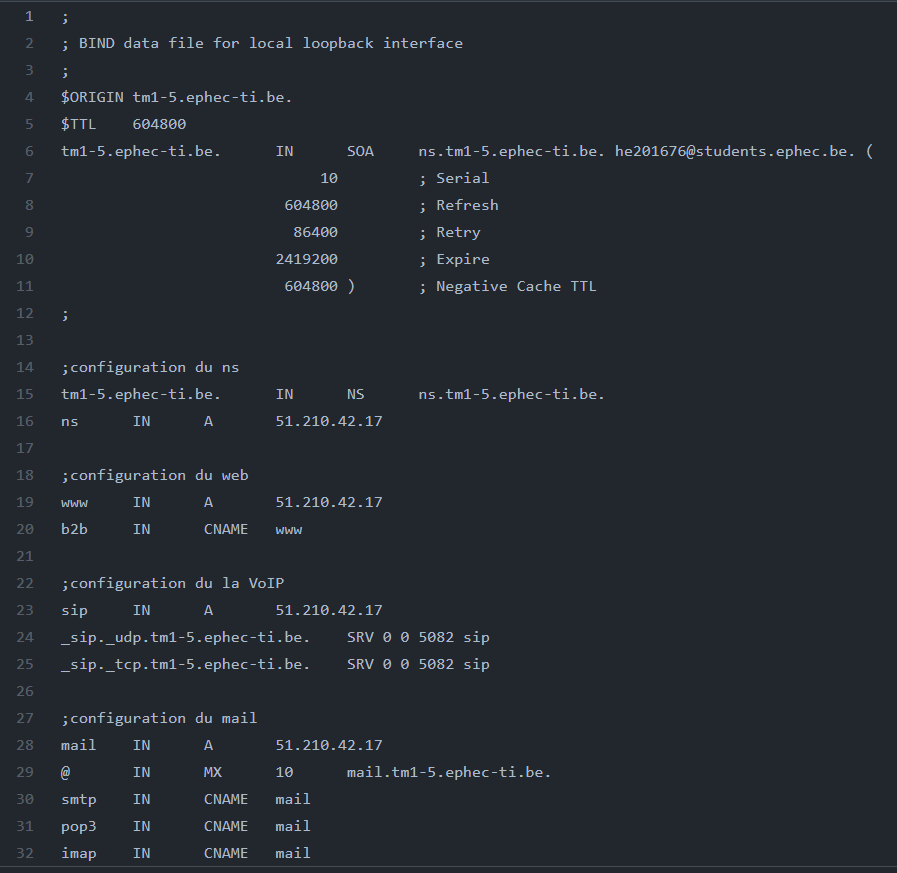 1 ;
2 ; BIND data file for local loopback interface
3 ;
4 $ORIGIN tm1-5.ephec-ti.be.
5 $TTL 604800
6 tm1-5.ephec-ti.be. IN SOA ns.tm1-5.ephec-ti.be. he201676@students.ephec.be. (
7 10 ; Serial
8 604800 ; Refresh
9 86400 ; Retry
10 2419200 ; Expire
11 604800 ) ; Negative Cache TTL
12 ;
13
14 ;configuration du ns
15 tm1-5.ephec-ti.be. IN NS ns.tm1-5.ephec-ti.be.
16 ns IN A 51.210.42.17
17
18 ;configuration du web
19 www IN A 51.210.42.17
20 b2b IN CNAME www
21
22 ;configuration du la VoIP
23 sip IN A 51.210.42.17
24 _sip._udp.tm1-5.ephec-ti.be. SRV 0 0 5082 sip
25 _sip._tcp.tm1-5.ephec-ti.be. SRV 0 0 5082 sip
26
27 ;configuration du mail
28 mail IN A 51.210.42.17
29 @ IN MX 10 mail.tm1-5.ephec-ti.be.
30 smtp IN CNAME mail
31 pop3 IN CNAME mail
32 imap IN CNAME mail